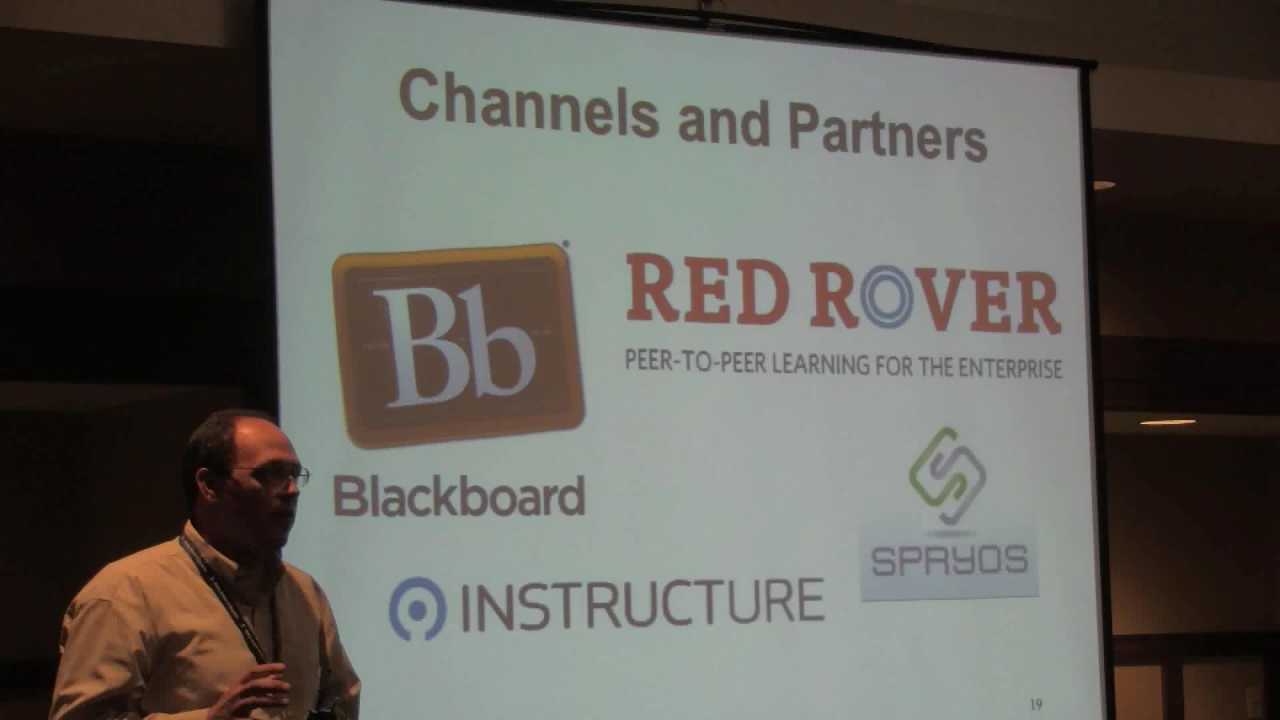 Channels and Partners
Bb
Blackboard
RED ROVER
PEER-TO-PEER LEARNING FOR THE ENTERPRISE
SPRYOS
INSTRUCTURE
19